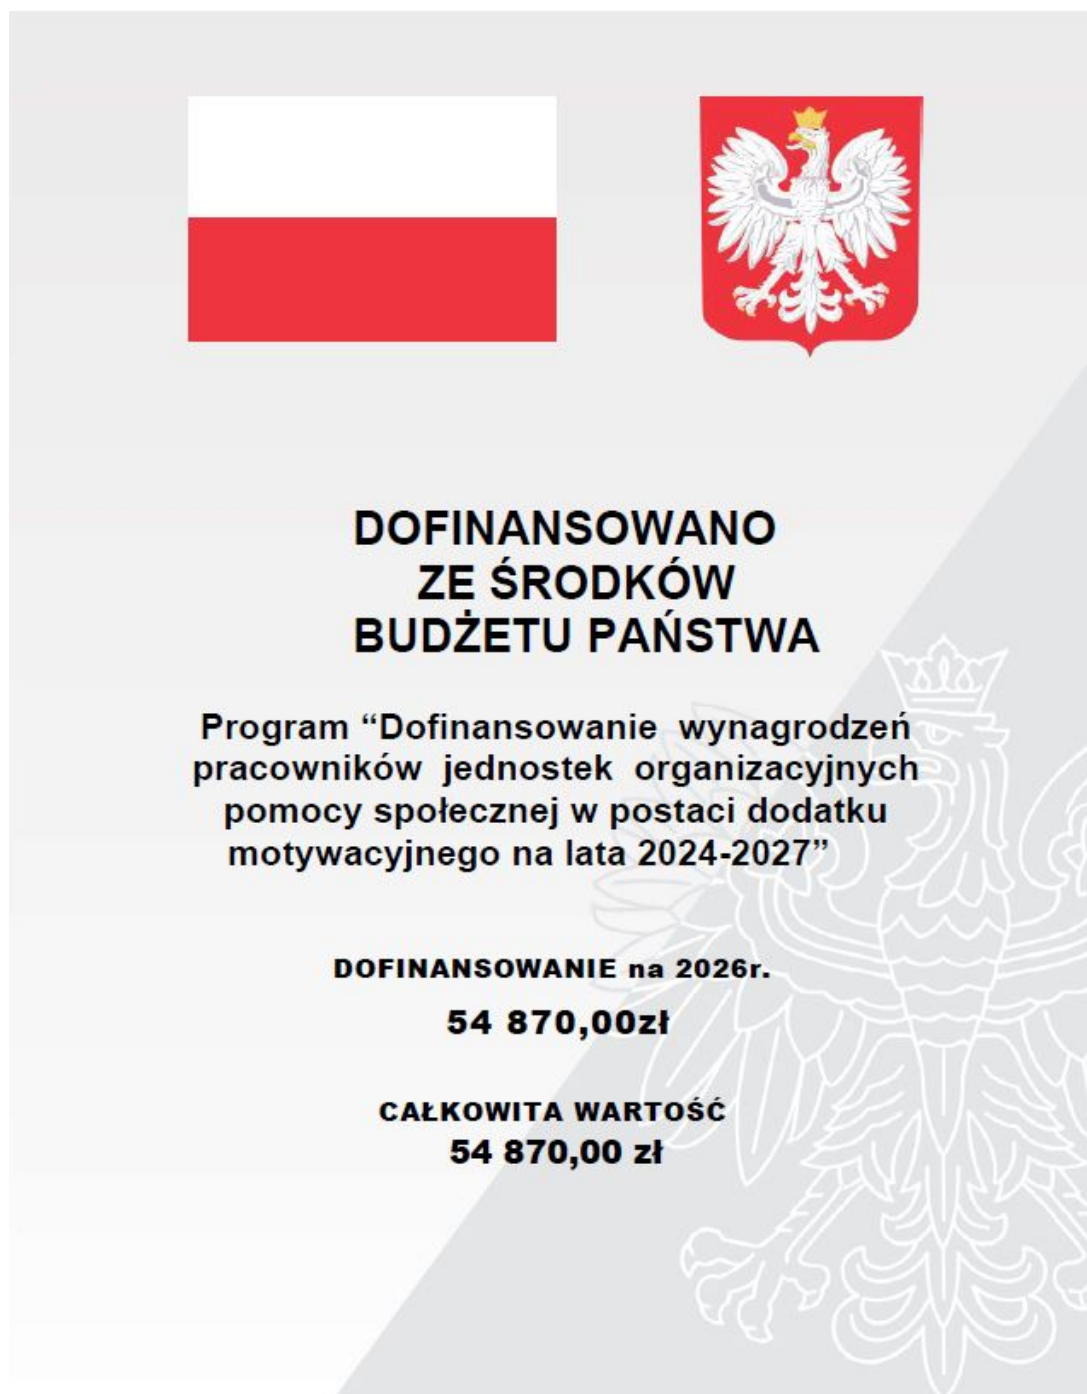 DOFINANSOWANO
ZE ŚRODKÓW
BUDŻETU PAŃSTWA
Program “Dofinansowanie wynagrodzeń
pracowników jednostek organizacyjnych
pomocy społecznej w postaci dodatku
motywacyjnego na lata 2024-2027”
DOFINANSOWANIE na 2026r.
54 870,00zł
CAŁKOWITA WARTOŚĆ
54 870,00 zł